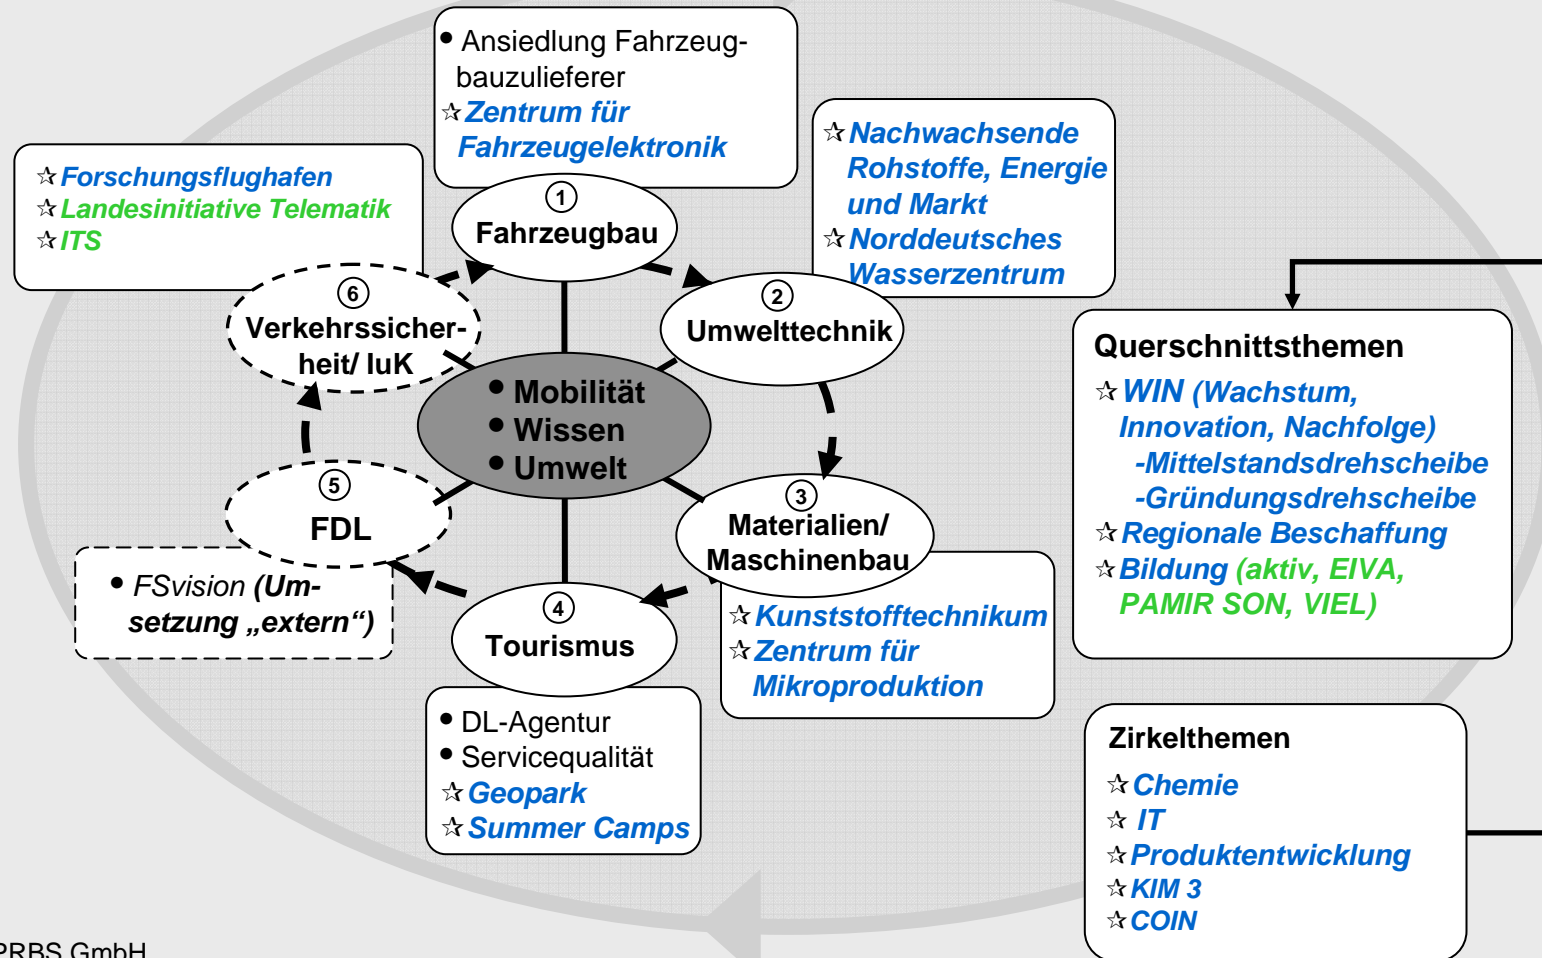 • Ansiedlung Fahrzeug-
bauzulieferer
☆ Zentrum für
Fahrzeugelektronik
☆ Nachwachsende
Rohstoffe, Energie
und Markt
☆ Norddeutsches
Wasserzentrum
☆ Forschungsflughafen
☆ Landesinitiative Telematik
☆ ITS
1
Fahrzeugbau
2
Umwelttechnik
6
Verkehrssicher-
heit/ IuK
• Mobilität
• Wissen
• Umwelt
5
FDL
3
Materialien/
Maschinenbau
• FSvision (Um-
setzung „extern“)
4
Tourismus
☆ Kunststofftechnikum
☆ Zentrum für
Mikroproduktion
• DL-Agentur
• Servicequalität
☆ Geopark
☆ Summer Camps
Querschnittsthemen
☆ WIN (Wachstum,
Innovation, Nachfolge)
-Mittelstandsdrehscheibe
-Gründungsdrehscheibe
☆ Regionale Beschaffung
☆ Bildung (aktiv, EIVA,
PAMIR SON, VIEL)
Zirkelthemen
☆ Chemie
☆ IT
☆ Produktentwicklung
☆ KIM 3
☆ COIN
PRBS GmbH